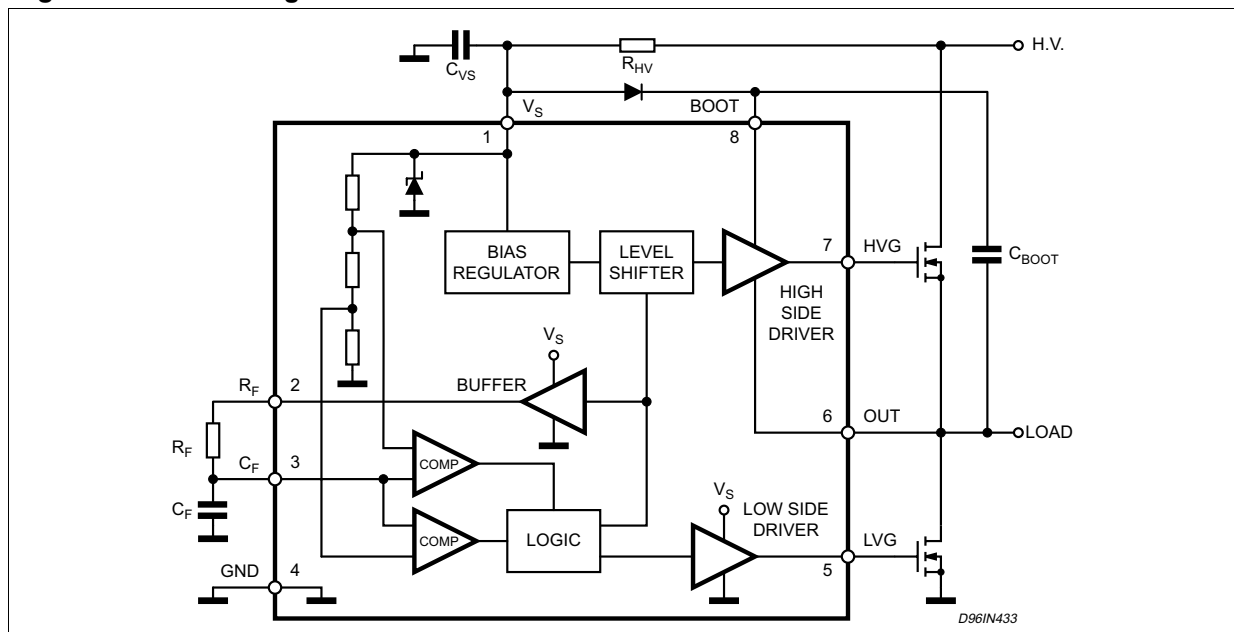 H.V.
C_VS
R_HV
V_S
BOOT
1
8
BIAS
REGULATOR
LEVEL
SHIFTER
7
HVG
C_BOOT
HIGH
SIDE
DRIVER
V_S
R_F
2
BUFFER
6
OUT
LOAD
R_F
C_F
3
COMP
V_S
LOW SIDE
DRIVER
C_F
COMP
LOGIC
LVG
5
GND
4
D96IN433